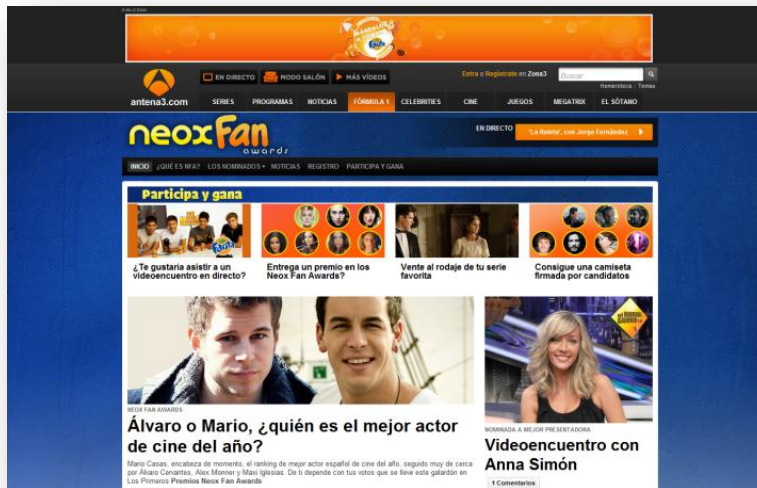 antena3.com
EN DIRECTO
MODO SALÓN
MÁS VÍDEOS
Entra o Regístrate en Zona3
Buscar
Hemeroteca | Temas
SERIES
PROGRAMAS
NOTICIAS
FÓRMULA 1
CELEBRITIES
CINE
JUEGOS
MEGATRIX
EL SÓTANO
neox Fan
awards
EN DIRECTO
'La Ruleta', con Jorge Fernández
INICIO ¿QUÉ ES NFA? LOS NOMINADOS NOTICIAS REGISTRO PARTICIPA Y GANA
Participa y gana
¿Te gustaria asistir a un
videoencuentro en directo?
Entrega un premio en los
Neox Fan Awards?
Vente al rodaje de tu serie
favorita
Consigue una camiseta
firmada por candidatos
NEOX FAN AWARDS
Álvaro o Mario, ¿quién es el mejor actor
de cine del año?
Mario Casas, encabeza de momento, el ranking de mejor actor español de cine del año, seguido muy de cerca
por Álvaro Cervantes, Alex Monner y Maxi Iglesias. De ti depende con tus votos que se lleve este galardón en
Los Primeros Premios Neox Fan Awards
NOMINADA A MEJOR PRESENTADORA
Videoencuentro con
Anna Simón
1 Comentarios